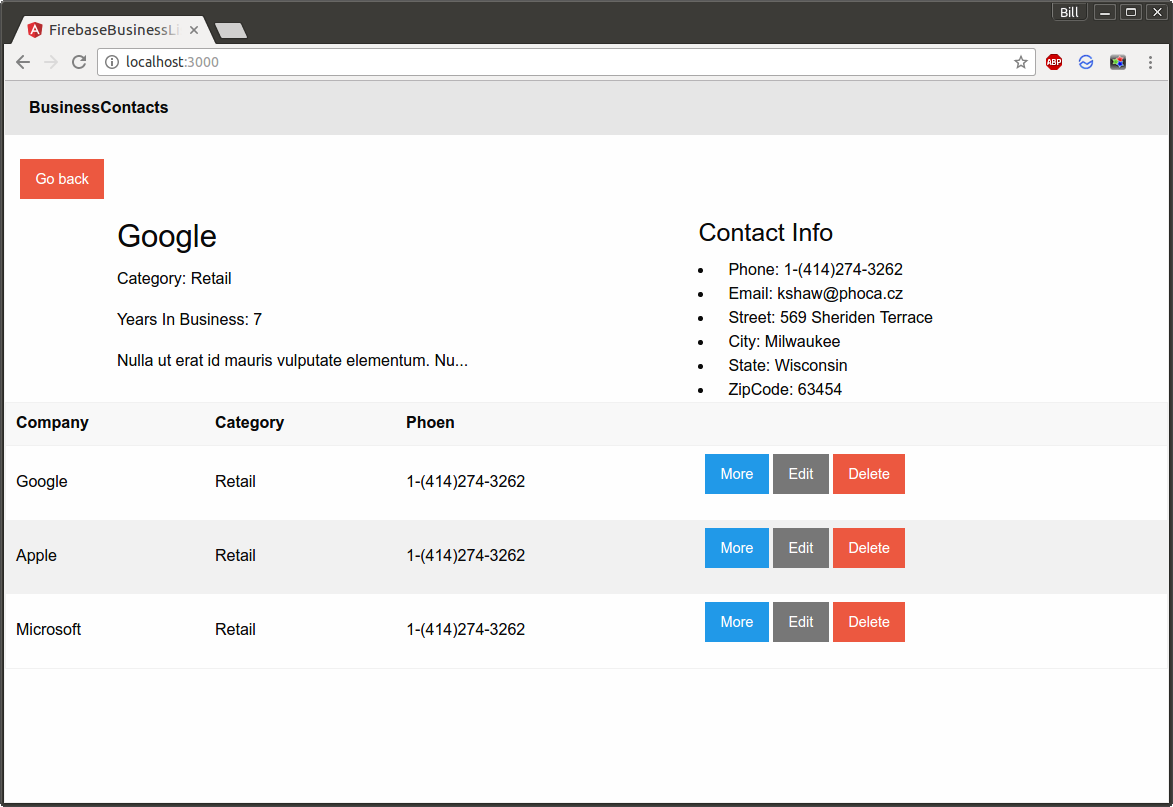 Bill
FirebaseBusinessLi
localhost:3000
ABP
BusinessContacts
Go back
Google
Category: Retail
Years In Business: 7
Nulla ut erat id mauris vulputate elementum. Nu...
Contact Info
Phone: 1-(414)274-3262
Email: kshaw@phoca.cz
Street: 569 Sheriden Terrace
City: Milwaukee
State: Wisconsin
ZipCode: 63454
Company Category Phoen
Google Retail 1-(414)274-3262 More Edit Delete
Apple Retail 1-(414)274-3262 More Edit Delete
Microsoft Retail 1-(414)274-3262 More Edit Delete